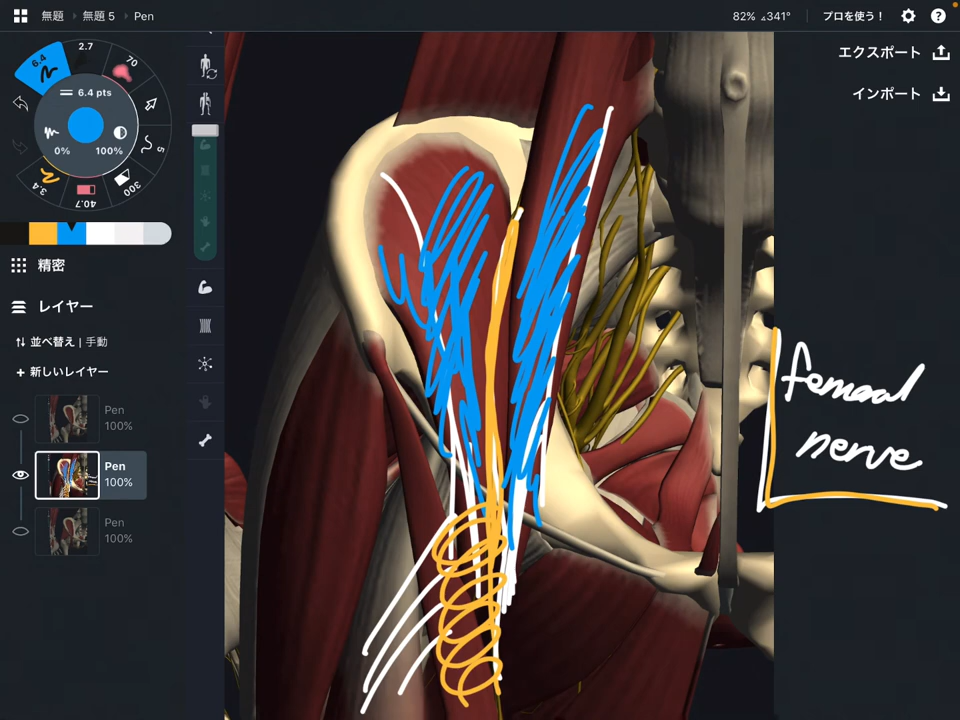 無題 無題 5 Pen
82% ⦟341° プロを使う！
エクスポート
インポート
2.7
6.4
70
6.4 pts
0% 100%
5
300
40.7
3.4
精密
レイヤー
並べ替え | 手動
+ 新しいレイヤー
Pen
100%
Pen
100%
Pen
100%
femoral
nerve